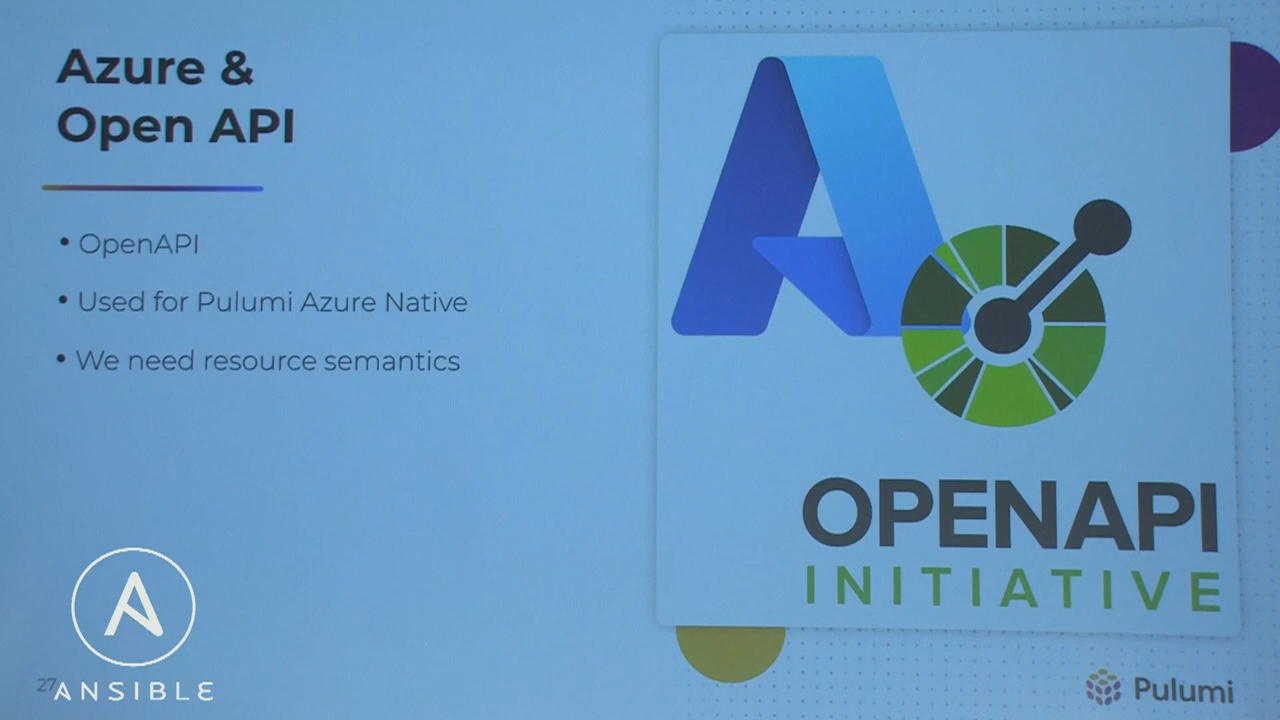 Azure &
Open API
• OpenAPI
• Used for Pulumi Azure Native
• We need resource semantics
OPENAPI
INITIATIVE
27
ANSIBLE
Pulumi